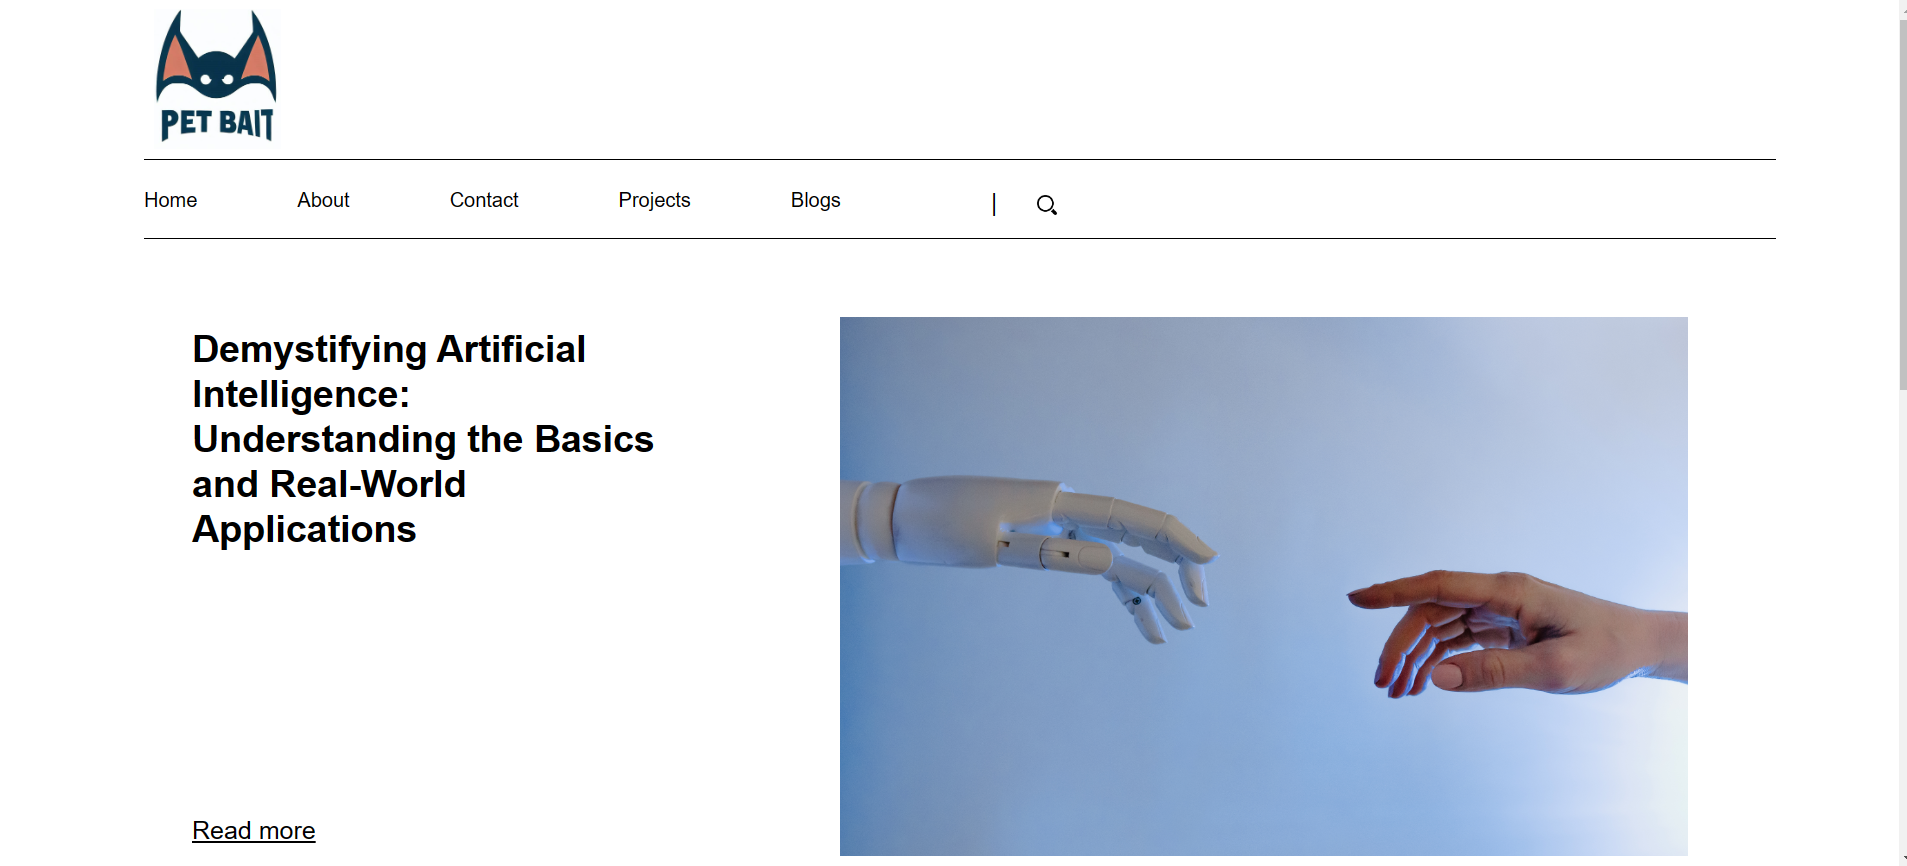 PET BAIT
Home About Contact Projects Blogs |
Demystifying Artificial
Intelligence:
Understanding the Basics
and Real-World
Applications
Read more